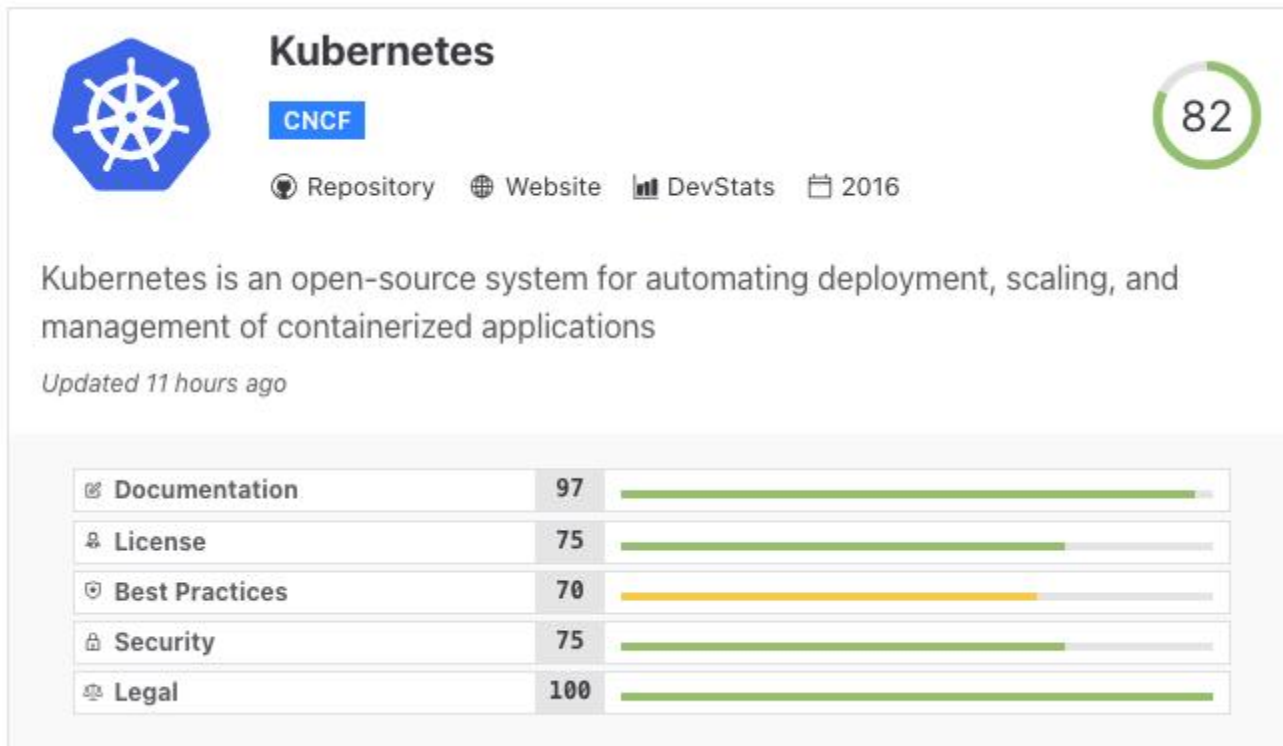 Kubernetes
CNCF
82
Repository Website DevStats 2016
Kubernetes is an open-source system for automating deployment, scaling, and
management of containerized applications
Updated 11 hours ago
Documentation 97
License 75
Best Practices 70
Security 75
Legal 100